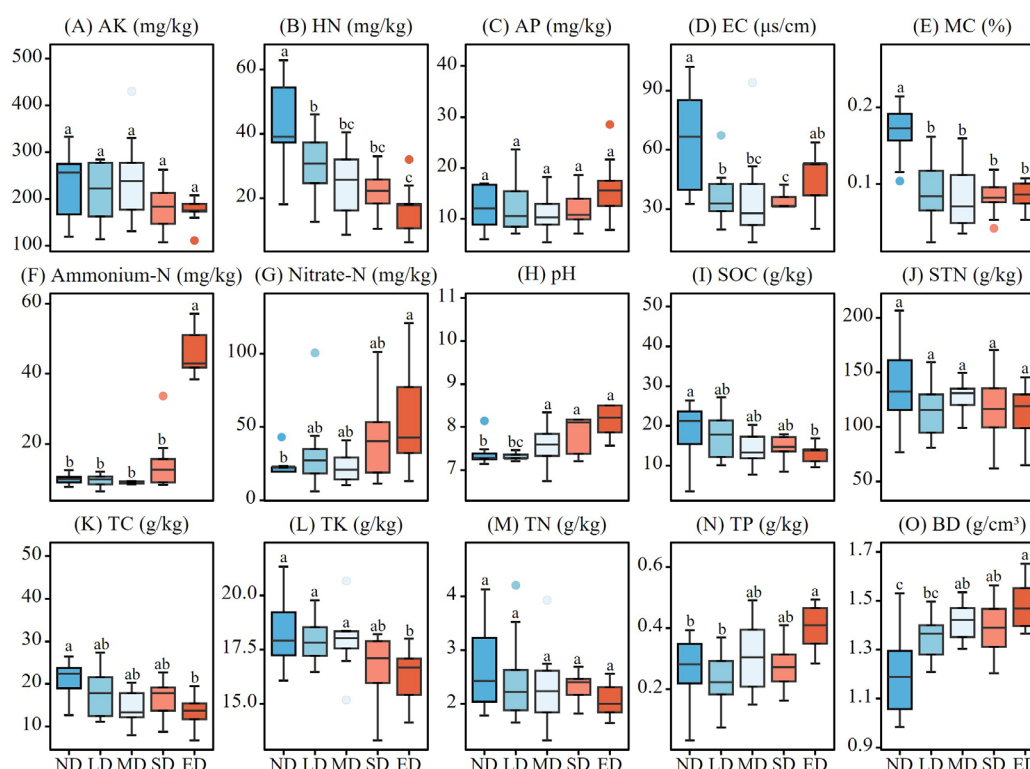 (A) AK (mg/kg)
500
400
300
200
100
a a a a a
(B) HN (mg/kg)
60
40
20
a b bc bc c
(C) AP (mg/kg)
40
30
20
10
a a a a a
(D) EC (μs/cm)
90
60
30
a b bc c ab
(E) MC (%)
0.2
0.1
a b b b b
(F) Ammonium-N (mg/kg)
60
40
10
b b b b a
(G) Nitrate-N (mg/kg)
100
50
0
b ab ab ab a
(H) pH
11
10
8
7
b bc a a a
(I) SOC (g/kg)
50
40
30
20
10
a ab ab ab b
(J) STN (g/kg)
200
150
100
50
a a a a a
(K) TC (g/kg)
50
40
30
20
10
a ab b ab b
ND LD MD SD ED
(L) TK (g/kg)
20.0
17.5
15.0
a a ab ab b
ND LD MD SD ED
(M) TN (g/kg)
4
3
2
a a a a a
ND LD MD SD ED
(N) TP (g/kg)
0.6
0.4
0.2
b b ab ab a
ND LD MD SD ED
(O) BD (g/cm³)
1.7
1.5
1.3
1.1
0.9
c bc ab ab a
ND LD MD SD ED